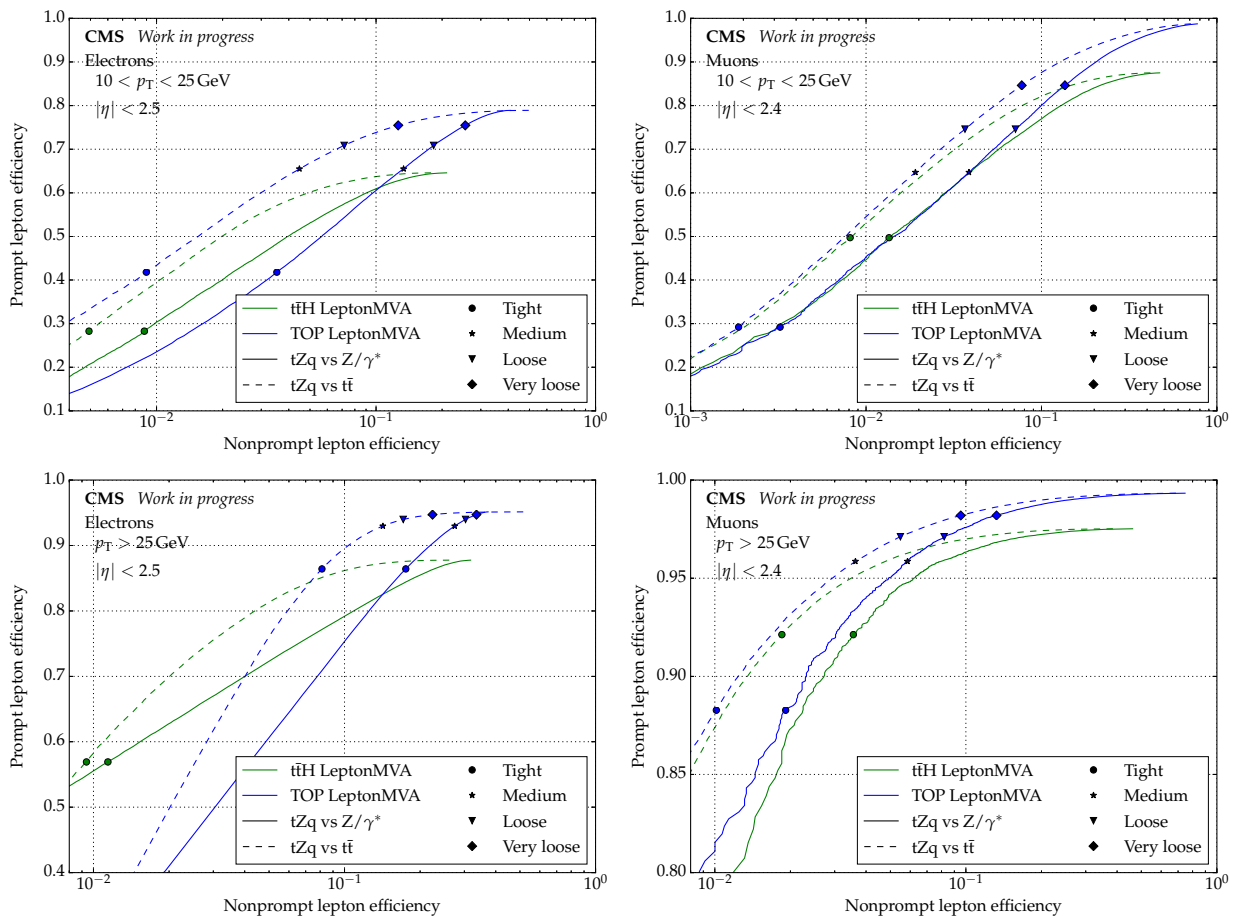 CMS Work in progress
Electrons
10 < pT < 25 GeV
|η| < 2.5
Prompt lepton efficiency
1.0
0.9
0.8
0.7
0.6
0.5
0.4
0.3
0.2
0.1
tt̄H LeptonMVA
TOP LeptonMVA
tZq vs Z/γ*
tZq vs tt̄
Tight
Medium
Loose
Very loose
10⁻² 10⁻¹ 10⁰
Nonprompt lepton efficiency
CMS Work in progress
Muons
10 < pT < 25 GeV
|η| < 2.4
Prompt lepton efficiency
1.0
0.9
0.8
0.7
0.6
0.5
0.4
0.3
0.2
0.1
tt̄H LeptonMVA
TOP LeptonMVA
tZq vs Z/γ*
tZq vs tt̄
Tight
Medium
Loose
Very loose
10⁻³ 10⁻² 10⁻¹ 10⁰
Nonprompt lepton efficiency
CMS Work in progress
Electrons
pT > 25 GeV
|η| < 2.5
Prompt lepton efficiency
1.0
0.9
0.8
0.7
0.6
0.5
0.4
tt̄H LeptonMVA
TOP LeptonMVA
tZq vs Z/γ*
tZq vs tt̄
Tight
Medium
Loose
Very loose
10⁻² 10⁻¹ 10⁰
Nonprompt lepton efficiency
CMS Work in progress
Muons
pT > 25 GeV
|η| < 2.4
Prompt lepton efficiency
1.00
0.95
0.90
0.85
0.80
tt̄H LeptonMVA
TOP LeptonMVA
tZq vs Z/γ*
tZq vs tt̄
Tight
Medium
Loose
Very loose
10⁻² 10⁻¹ 10⁰
Nonprompt lepton efficiency